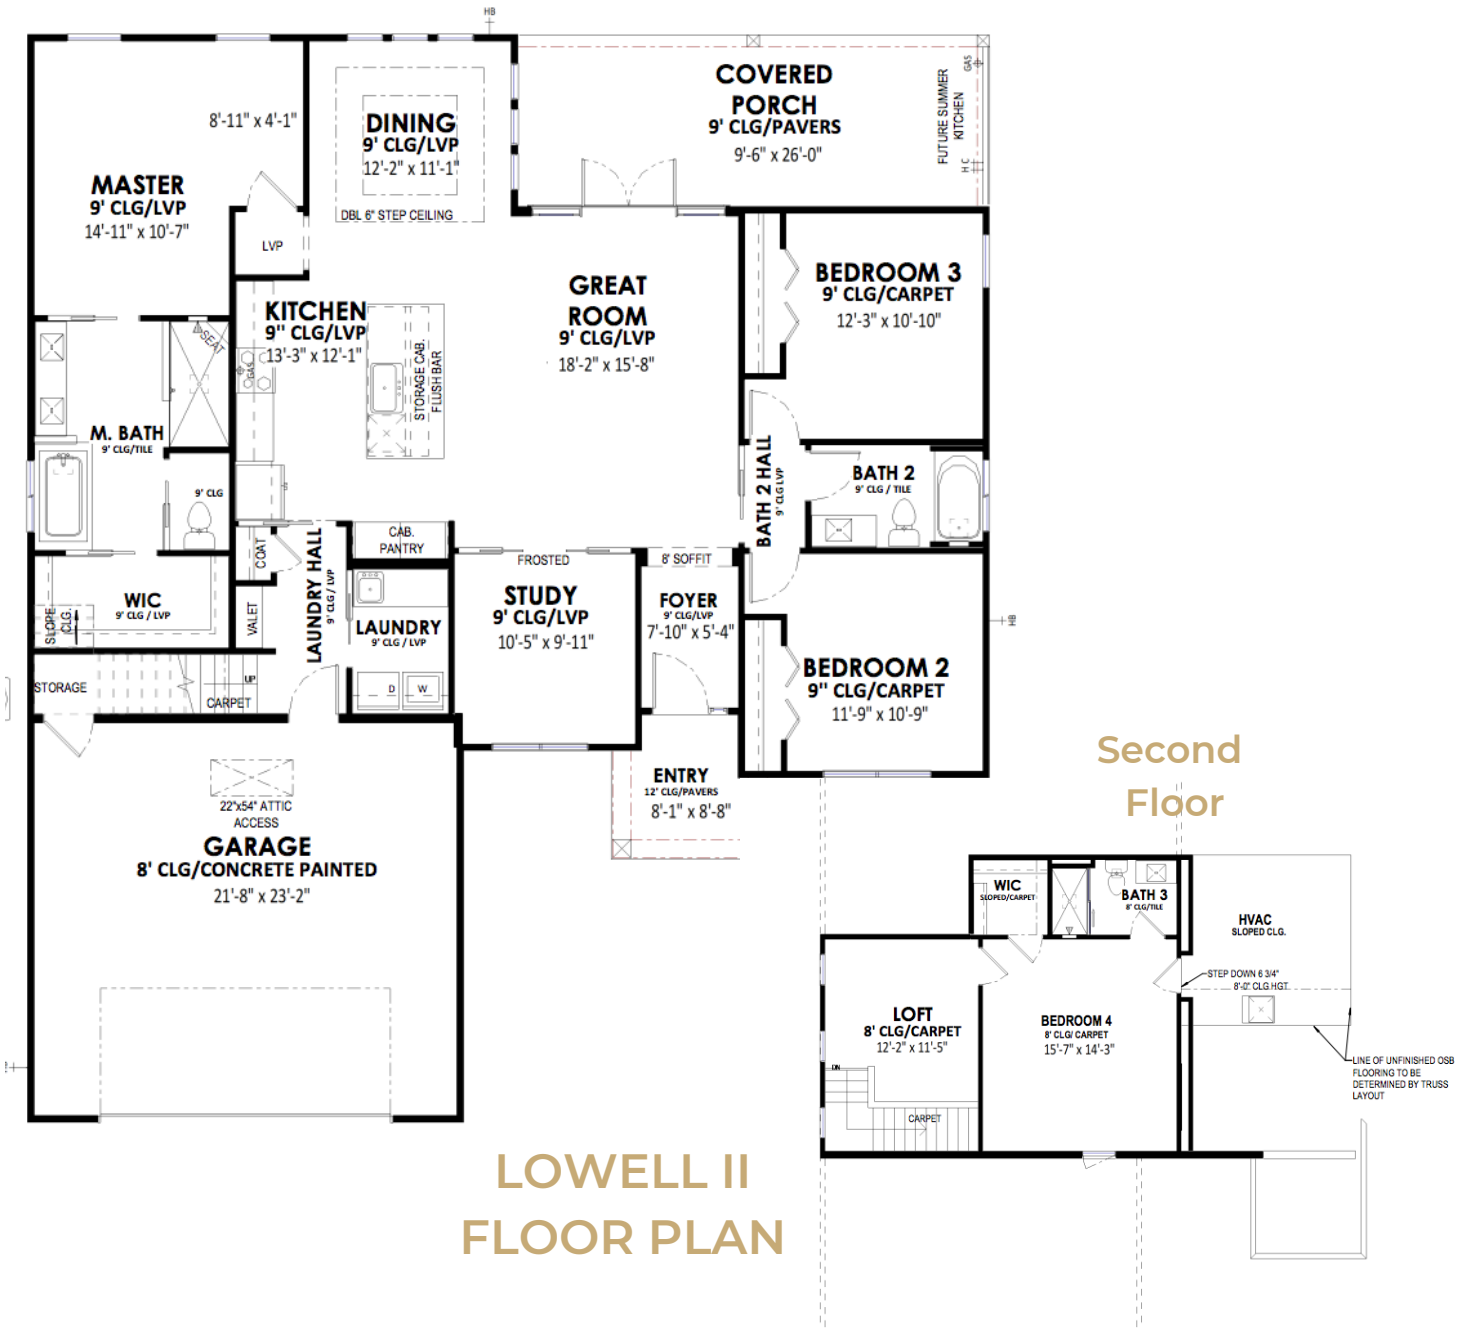 HB
COVERED
PORCH
9' CLG/PAVERS
9'-6" x 26'-0"
FUTURE SUMMER
KITCHEN
GAS
H C
8'-11" x 4'-1"
DINING
9' CLG/LVP
12'-2" x 11'-1"
DBL 6" STEP CEILING
MASTER
9' CLG/LVP
14'-11" x 10'-7"
LVP
KITCHEN
9" CLG/LVP
13'-3" x 12'-1"
GAS
STORAGE CAB.
FLUSH BAR
GREAT
ROOM
9' CLG/LVP
18'-2" x 15'-8"
BEDROOM 3
9' CLG/CARPET
12'-3" x 10'-10"
SEAT
M. BATH
9' CLG/TILE
9' CLG
BATH 2 HALL
9' CLG LVP
BATH 2
9' CLG / TILE
COAT
LAUNDRY HALL
9' CLG / LVP
CAB.
PANTRY
FROSTED
8' SOFFIT
WIC
9' CLG / LVP
SLOPE
CLG.
VALET
LAUNDRY
9' CLG / LVP
D
W
STUDY
9' CLG/LVP
10'-5" x 9'-11"
FOYER
9' CLG/LVP
7'-10" x 5'-4"
HB
BEDROOM 2
9" CLG/CARPET
11'-9" x 10'-9"
STORAGE
UP
CARPET
ENTRY
12' CLG/PAVERS
8'-1" x 8'-8"
22"x54" ATTIC
ACCESS
GARAGE
8' CLG/CONCRETE PAINTED
21'-8" x 23'-2"
Second
Floor
WIC
SLOPED/CARPET
BATH 3
8' CLG/TILE
HVAC
SLOPED CLG.
STEP DOWN 6 3/4"
8'-0" CLG HGT
LOFT
8' CLG/CARPET
12'-2" x 11'-5"
BEDROOM 4
8' CLG/ CARPET
15'-7" x 14'-3"
DN
CARPET
LINE OF UNFINISHED OSB
FLOORING TO BE
DETERMINED BY TRUSS
LAYOUT
LOWELL II
FLOOR PLAN